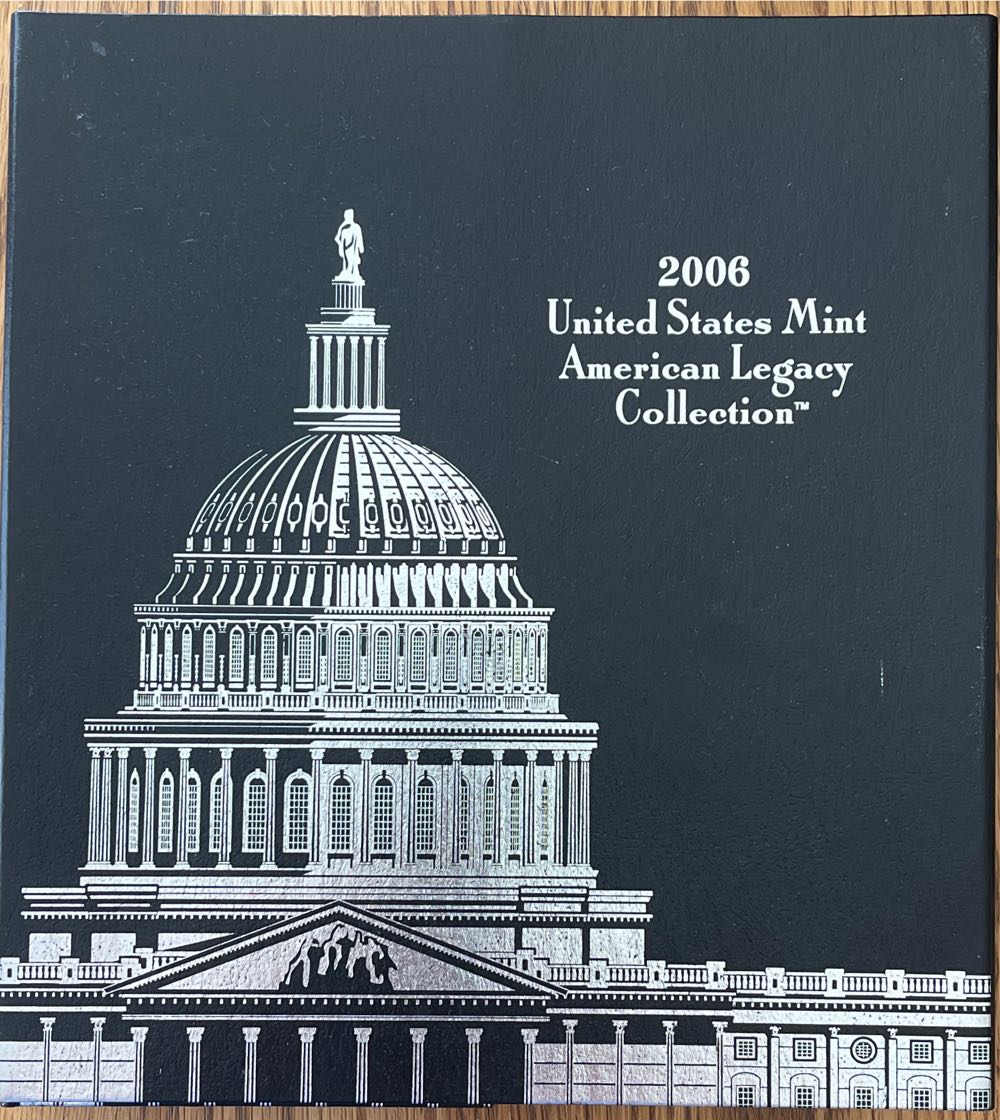 2006
United States Mint
American Legacy
Collection™